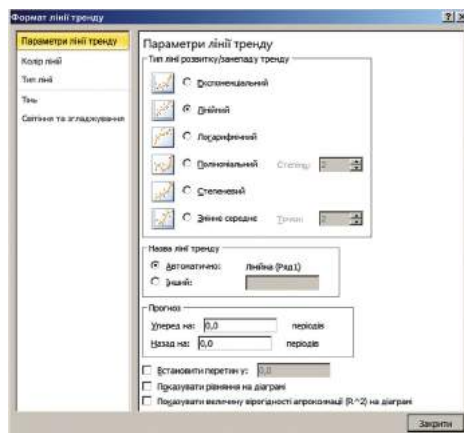 Формат лінії тренду
Параметри лінії тренду
Колір ліній
Тип лінії
Тінь
Світіння та згладжування
Параметри лінії тренду
Тип лінії розвитку/занепаду тренду
Експоненціальний
Лінійний
Логарифмічний
Поліноміальний Степінь: 2
Степеневий
Змінне середнє Точки: 2
Назва лінії тренду
Автоматично: Лінійна (Ряд1)
Інший:
Прогноз
Уперед на: 0,0 періодів
Назад на: 0,0 періодів
Встановити перетин у: 0,0
Показувати рівняння на діаграмі
Показувати величину вірогідності апроксимації (R^2) на діаграмі
Закрити